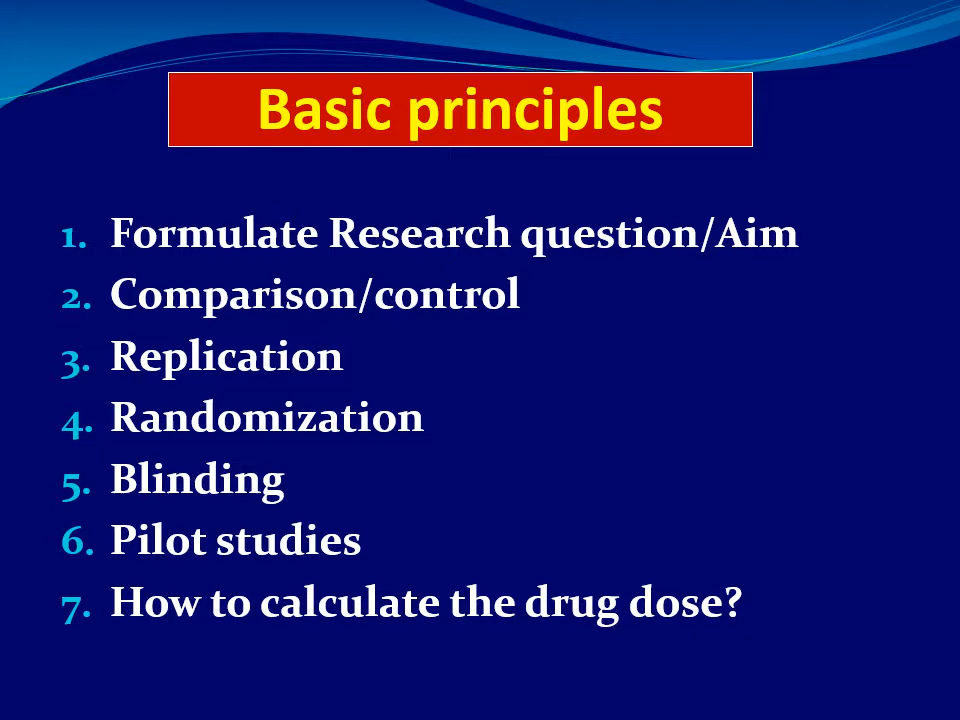 Basic principles
1. Formulate Research question/Aim
2. Comparison/control
3. Replication
4. Randomization
5. Blinding
6. Pilot studies
7. How to calculate the drug dose?